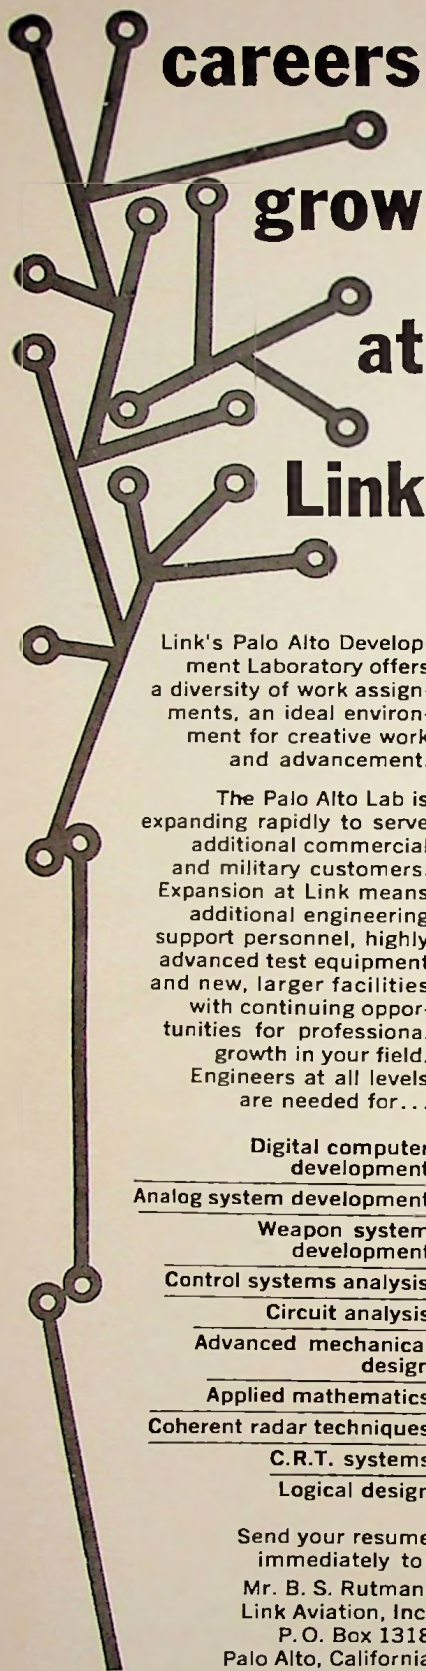 careers
grow
at
Link
Link's Palo Alto Develop-
ment Laboratory offers
a diversity of work assign-
ments, an ideal environ-
ment for creative work
and advancement.
The Palo Alto Lab is
expanding rapidly to serve
additional commercial
and military customers.
Expansion at Link means
additional engineering
support personnel, highly
advanced test equipment
and new, larger facilities
with continuing oppor-
tunities for professiona
growth in your field.
Engineers at all levels
are needed for...
Digital computer
development
Analog system development
Weapon system
development
Control systems analysis
Circuit analysis
Advanced mechanica
design
Applied mathematics
Coherent radar techniques
C.R.T. systems
Logical design
Send your resume
immediately to
Mr. B. S. Rutman
Link Aviation, Inc
P.O. Box 1318
Palo Alto, California